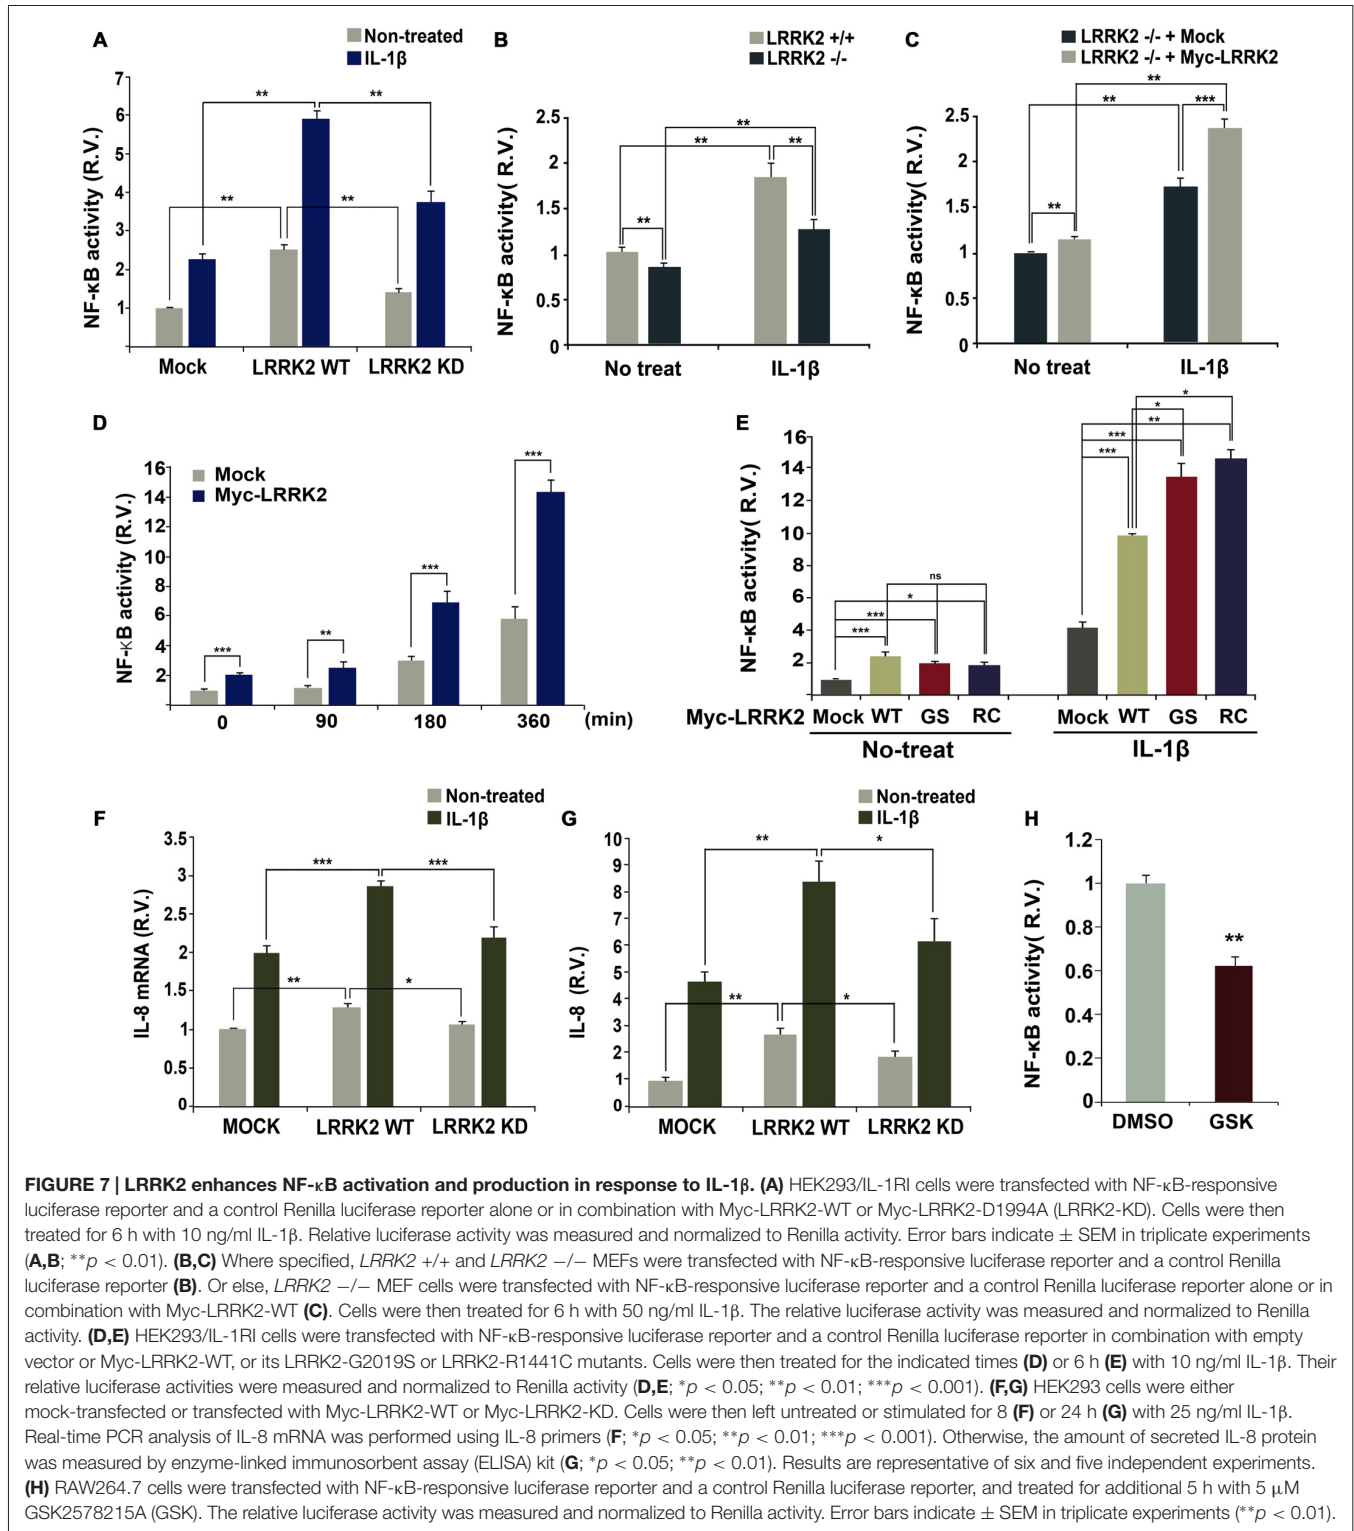 A
Non-treated
IL-1β
NF-κB activity (R.V.)
7
6
5
4
3
2
1
**
**
**
**
Mock
LRRK2 WT
LRRK2 KD
B
LRRK2 +/+
LRRK2 -/-
NF-κB activity( R.V.)
2.5
2
1.5
1
0.5
0
**
**
**
**
No treat
IL-1β
C
LRRK2 -/- + Mock
LRRK2 -/- + Myc-LRRK2
NF-κB activity( R.V.)
2.5
2
1.5
1
0.5
0
**
**
***
**
No treat
IL-1β
D
Mock
Myc-LRRK2
NF-κB activity (R.V.)
16
14
12
10
8
6
4
2
***
**
***
***
0
90
180
360
(min)
E
NF-κB activity( R.V.)
16
14
12
10
8
6
4
2
ns
*
***
***
*
*
**
***
***
Myc-LRRK2
Mock WT GS RC
Mock WT GS RC
No-treat
IL-1β
F
Non-treated
IL-1β
IL-8 mRNA (R.V.)
3.5
3
2.5
2
1.5
1
0.5
0
***
***
**
*
MOCK
LRRK2 WT
LRRK2 KD
G
Non-treated
IL-1β
IL-8 (R.V.)
10
9
8
7
6
5
4
3
2
1
0
**
*
**
*
MOCK
LRRK2 WT
LRRK2 KD
H
NF-κB activity( R.V.)
1.2
1
0.8
0.6
0.4
0.2
0
**
DMSO
GSK
FIGURE 7 | LRRK2 enhances NF-κB activation and production in response to IL-1β. (A) HEK293/IL-1RI cells were transfected with NF-κB-responsive
luciferase reporter and a control Renilla luciferase reporter alone or in combination with Myc-LRRK2-WT or Myc-LRRK2-D1994A (LRRK2-KD). Cells were then
treated for 6 h with 10 ng/ml IL-1β. Relative luciferase activity was measured and normalized to Renilla activity. Error bars indicate ± SEM in triplicate experiments
(A,B; **p < 0.01). (B,C) Where specified, LRRK2 +/+ and LRRK2 −/− MEFs were transfected with NF-κB-responsive luciferase reporter and a control Renilla
luciferase reporter (B). Or else, LRRK2 −/− MEF cells were transfected with NF-κB-responsive luciferase reporter and a control Renilla luciferase reporter alone or in
combination with Myc-LRRK2-WT (C). Cells were then treated for 6 h with 50 ng/ml IL-1β. The relative luciferase activity was measured and normalized to Renilla
activity. (D,E) HEK293/IL-1RI cells were transfected with NF-κB-responsive luciferase reporter and a control Renilla luciferase reporter in combination with empty
vector or Myc-LRRK2-WT, or its LRRK2-G2019S or LRRK2-R1441C mutants. Cells were then treated for the indicated times (D) or 6 h (E) with 10 ng/ml IL-1β. Their
relative luciferase activities were measured and normalized to Renilla activity (D,E; *p < 0.05; **p < 0.01; ***p < 0.001). (F,G) HEK293 cells were either
mock-transfected or transfected with Myc-LRRK2-WT or Myc-LRRK2-KD. Cells were then left untreated or stimulated for 8 (F) or 24 h (G) with 25 ng/ml IL-1β.
Real-time PCR analysis of IL-8 mRNA was performed using IL-8 primers (F; *p < 0.05; **p < 0.01; ***p < 0.001). Otherwise, the amount of secreted IL-8 protein
was measured by enzyme-linked immunosorbent assay (ELISA) kit (G; *p < 0.05; **p < 0.01). Results are representative of six and five independent experiments.
(H) RAW264.7 cells were transfected with NF-κB-responsive luciferase reporter and a control Renilla luciferase reporter, and treated for additional 5 h with 5 μM
GSK2578215A (GSK). The relative luciferase activity was measured and normalized to Renilla activity. Error bars indicate ± SEM in triplicate experiments (**p < 0.01).